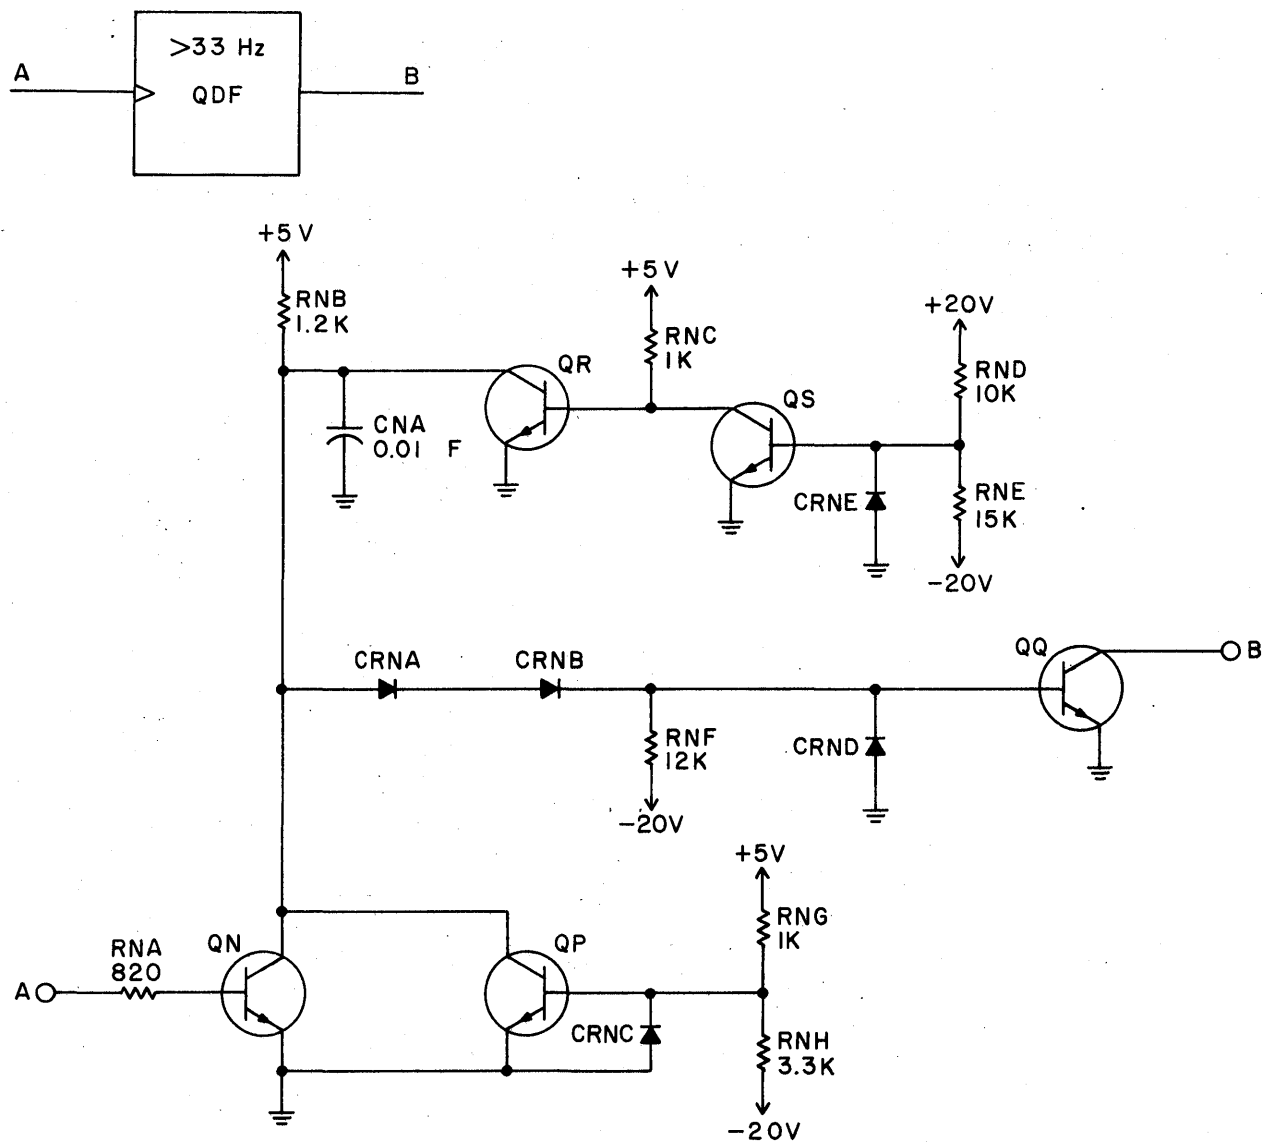 >33 Hz
A
B
QDF
+5V
RNB
1.2K
+5V
RNC
1K
+20V
RND
10K
QR
QS
CNA
0.01 F
CRNE
RNE
15K
-20V
CRNA
CRNB
QQ
B
RNF
12K
CRND
-20V
+5V
RNG
1K
RNA
820
QN
QP
A
CRNC
RNH
3.3K
-20V